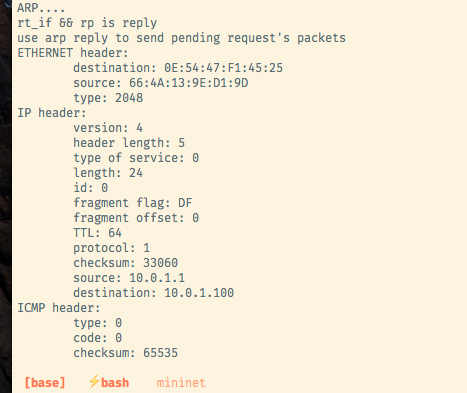 ARP....
rt_if && rp is reply
use arp reply to send pending request's packets
ETHERNET header:
destination: 0E:54:47:F1:45:25
source: 66:4A:13:9E:D1:9D
type: 2048
IP header:
version: 4
header length: 5
type of service: 0
length: 24
id: 0
fragment flag: DF
fragment offset: 0
TTL: 64
protocol: 1
checksum: 33060
source: 10.0.1.1
destination: 10.0.1.100
ICMP header:
type: 0
code: 0
checksum: 65535
[base] ⚡bash mininet